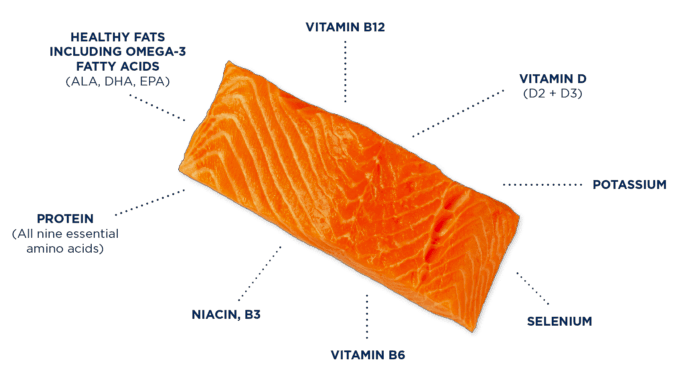 VITAMIN B12
HEALTHY FATS
INCLUDING OMEGA-3
FATTY ACIDS
(ALA, DHA, EPA)
VITAMIN D
(D2 + D3)
POTASSIUM
PROTEIN
(All nine essential
amino acids)
NIACIN, B3
SELENIUM
VITAMIN B6